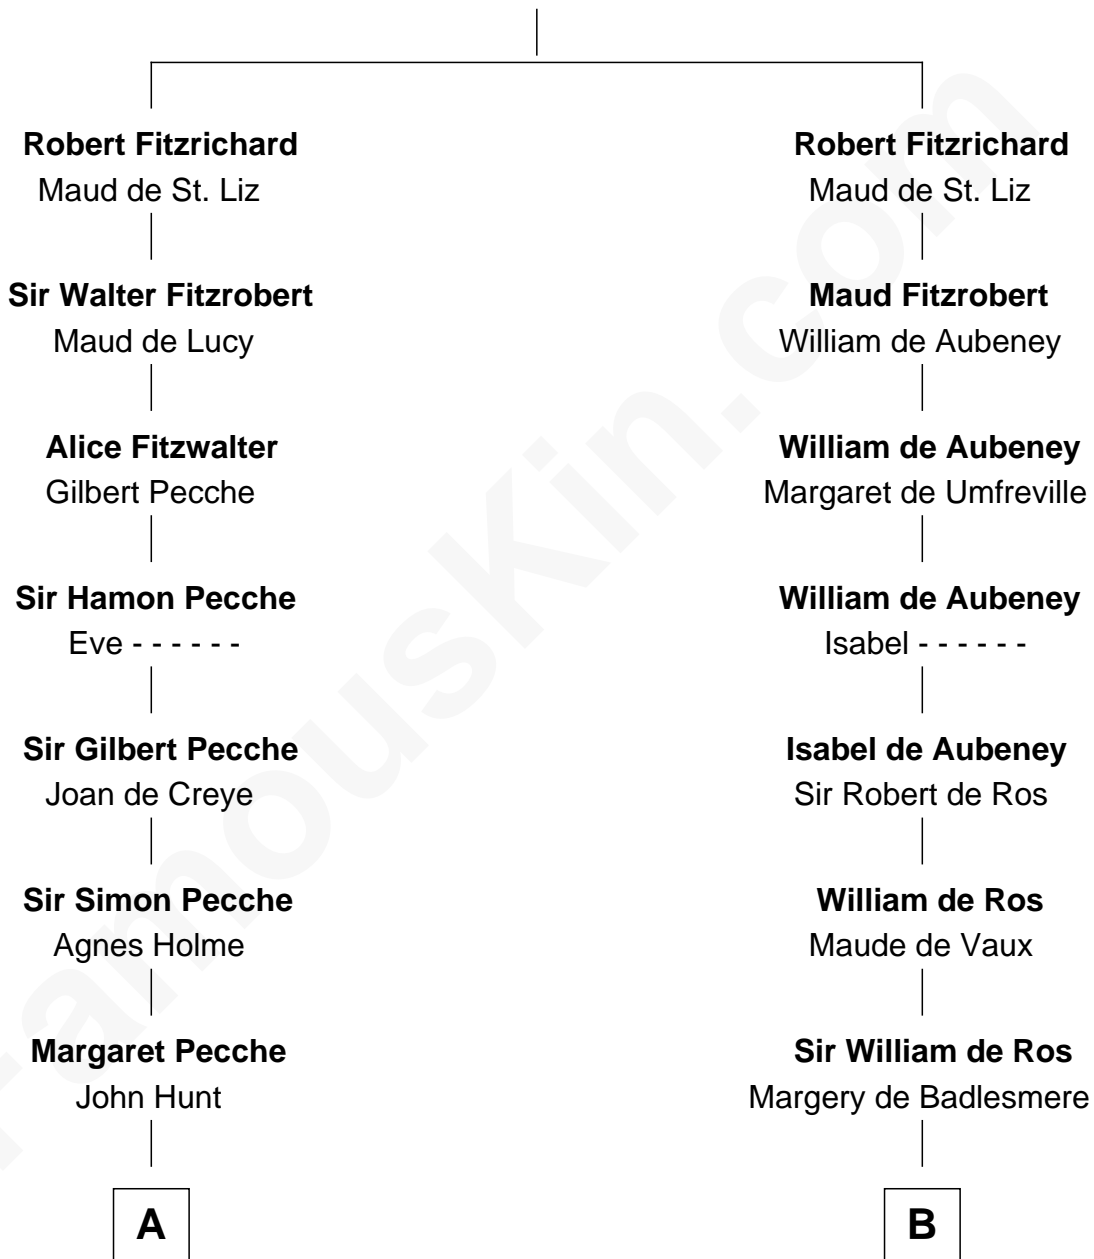 Robert Fitzrichard
Maud de St. Liz
Sir Walter Fitzrobert
Maud de Lucy
Alice Fitzwalter
Gilbert Pecche
Sir Hamon Pecche
Eve - - - - - -
Sir Gilbert Pecche
Joan de Creye
Sir Simon Pecche
Agnes Holme
Margaret Pecche
John Hunt
A
Robert Fitzrichard
Maud de St. Liz
Maud Fitzrobert
William de Aubeney
William de Aubeney
Margaret de Umfreville
William de Aubeney
Isabel - - - - - -
Isabel de Aubeney
Sir Robert de Ros
William de Ros
Maude de Vaux
Sir William de Ros
Margery de Badlesmere
B
FamousKin.com